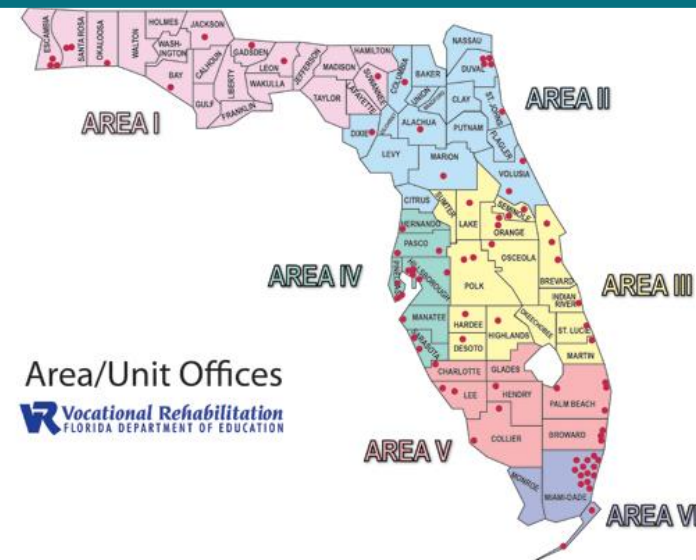 ESCAMBIA
SANTA ROSA
OKALOOSA
WALTON
HOLMES
JACKSON
WASH-
INGTON
BAY
CALHOUN
GULF
GADSDEN
LIBERTY
LEON
WAKULLA
FRANKLIN
JEFFERSON
MADISON
TAYLOR
HAMILTON
SUWANNEE
LAFAYETTE
AREA I
NASSAU
DUVAL
COLUMBIA
BAKER
UNION
CLAY
ST. JOHNS
DIXIE
ALACHUA
PUTNAM
FLAGLER
LEVY
MARION
VOLUSIA
CITRUS
AREA II
SUMTER
LAKE
SEMINOLE
ORANGE
HERNANDO
PASCO
OSCEOLA
PINELLAS
HILLSBOROUGH
POLK
BREVARD
AREA IV
AREA III
INDIAN
RIVER
MANATEE
HARDEE
OKEECHOBEE
ST. LUCIE
SARASOTA
DESOTO
HIGHLANDS
MARTIN
CHARLOTTE
GLADES
LEE
HENDRY
PALM BEACH
COLLIER
BROWARD
AREA V
MONROE
MIAMI-DADE
AREA VI
Area/Unit Offices
VR Vocational Rehabilitation
FLORIDA DEPARTMENT OF EDUCATION